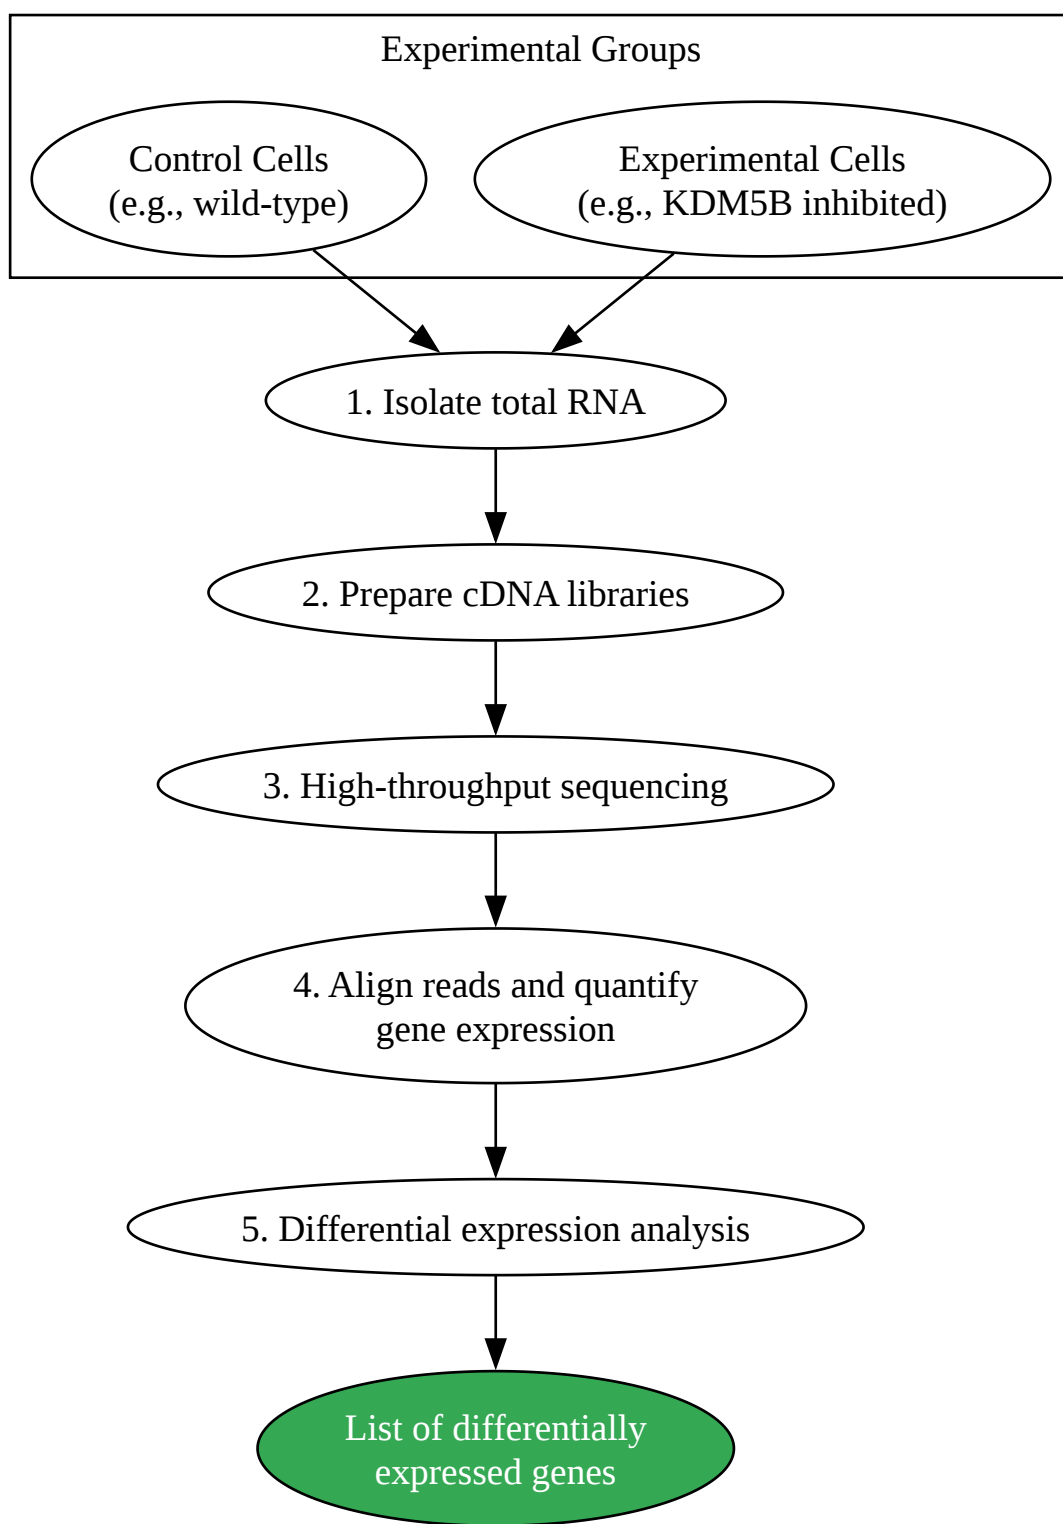 Experimental Groups
Control Cells
(e.g., wild-type)
Experimental Cells
(e.g., KDM5B inhibited)
1. Isolate total RNA
2. Prepare cDNA libraries
3. High-throughput sequencing
4. Align reads and quantify
gene expression
5. Differential expression analysis
List of differentially
expressed genes